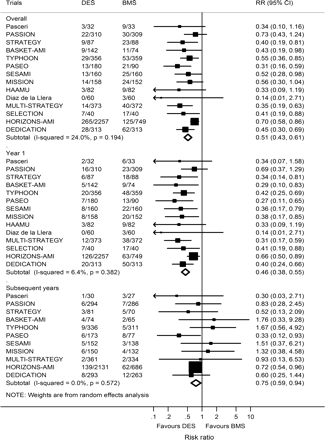 Trials DES BMS RR (95% CI)
Overall
Pasceri 3/32 9/33 0.34 (0.10, 1.16)
PASSION 22/310 30/309 0.73 (0.43, 1.24)
STRATEGY 9/87 23/88 0.40 (0.19, 0.81)
BASKET-AMI 9/142 11/74 0.43 (0.19, 0.98)
TYPHOON 29/356 53/359 0.55 (0.36, 0.85)
PASEO 13/180 21/90 0.31 (0.16, 0.59)
SESAMI 13/160 25/160 0.52 (0.28, 0.98)
MISSION 14/158 24/152 0.56 (0.30, 1.04)
HAAMU 3/82 9/82 0.33 (0.09, 1.19)
Diaz de la Llera 0/60 3/60 0.14 (0.01, 2.71)
MULTI-STRATEGY 14/373 40/372 0.35 (0.19, 0.63)
SELECTION 7/40 17/40 0.41 (0.19, 0.88)
HORIZONS-AMI 265/2257 125/749 0.70 (0.58, 0.86)
DEDICATION 28/313 62/313 0.45 (0.30, 0.69)
Subtotal (I-squared = 24.0%, p = 0.194) 0.51 (0.43, 0.61)
Year 1
Pasceri 2/32 6/33 0.34 (0.07, 1.58)
PASSION 16/310 23/309 0.69 (0.37, 1.29)
STRATEGY 6/87 18/88 0.34 (0.14, 0.81)
BASKET-AMI 5/142 9/74 0.29 (0.10, 0.83)
TYPHOON 20/356 48/359 0.42 (0.25, 0.69)
PASEO 7/180 13/90 0.27 (0.11, 0.65)
SESAMI 8/160 22/160 0.36 (0.17, 0.79)
MISSION 8/158 20/152 0.38 (0.17, 0.85)
HAAMU 3/82 9/82 0.33 (0.09, 1.19)
Diaz de la Llera 0/60 3/60 0.14 (0.01, 2.71)
MULTI-STRATEGY 12/373 38/372 0.31 (0.17, 0.59)
SELECTION 7/40 17/40 0.41 (0.19, 0.88)
HORIZONS-AMI 126/2257 63/749 0.66 (0.50, 0.89)
DEDICATION 20/313 50/313 0.40 (0.24, 0.66)
Subtotal (I-squared = 6.4%, p = 0.382) 0.46 (0.38, 0.55)
Subsequent years
Pasceri 1/30 3/27 0.30 (0.03, 2.71)
PASSION 6/294 7/286 0.83 (0.28, 2.45)
STRATEGY 3/81 5/70 0.52 (0.13, 2.09)
BASKET-AMI 4/74 2/65 1.76 (0.33, 9.28)
TYPHOON 9/336 5/311 1.67 (0.56, 4.92)
PASEO 6/173 8/77 0.33 (0.12, 0.93)
SESAMI 5/152 3/138 1.51 (0.37, 6.21)
MISSION 6/150 4/132 1.32 (0.38, 4.58)
MULTI-STRATEGY 2/361 2/334 0.93 (0.13, 6.53)
HORIZONS-AMI 139/2131 62/686 0.72 (0.54, 0.96)
DEDICATION 8/293 12/263 0.60 (0.25, 1.44)
Subtotal (I-squared = 0.0%, p = 0.572) 0.75 (0.59, 0.94)
NOTE: Weights are from random effects analysis
.1 .2 .5 1 2 5 10
Favours DES Favours BMS
Risk ratio